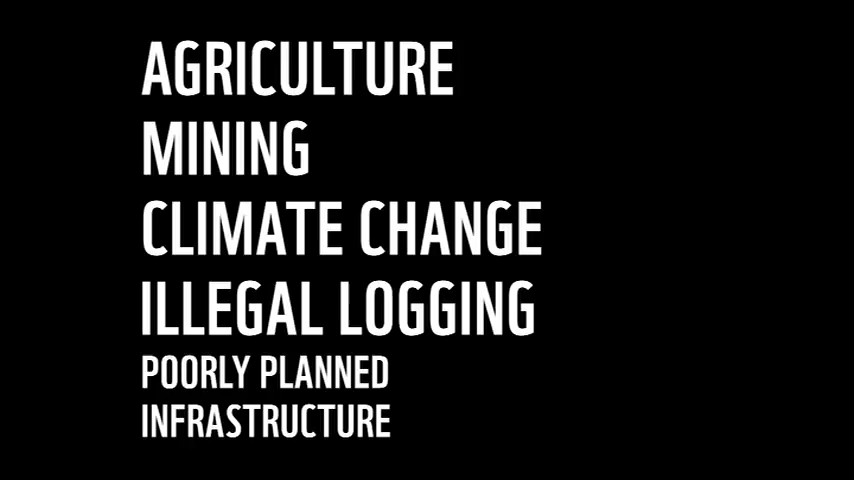 AGRICULTURE
MINING
CLIMATE CHANGE
ILLEGAL LOGGING
POORLY PLANNED
INFRASTRUCTURE